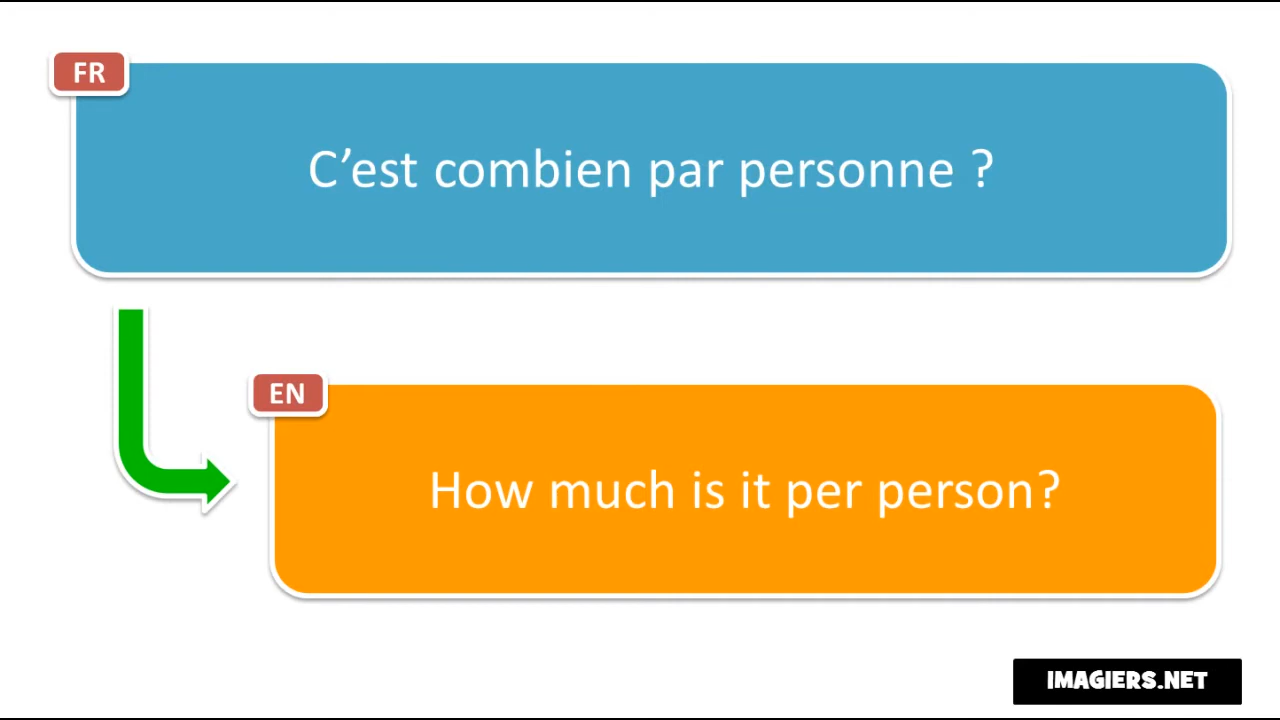 FR
C’est combien par personne ?
EN
How much is it per person?
IMAGIERS.NET